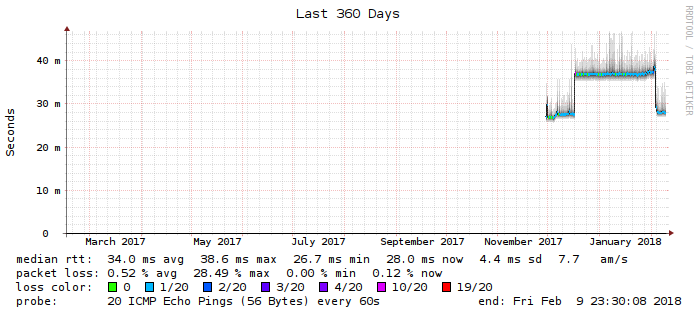 Last 360 Days
RRDTOOL / TOBI OETIKER
Seconds
40 m
30 m
20 m
10 m
0
March 2017 May 2017 July 2017 September 2017 November 2017 January 2018
median rtt: 34.0 ms avg 38.6 ms max 26.7 ms min 28.0 ms now 4.4 ms sd 7.7 am/s
packet loss: 0.52 % avg 28.49 % max 0.00 % min 0.12 % now
loss color: 0 1/20 2/20 3/20 4/20 10/20 19/20
probe: 20 ICMP Echo Pings (56 Bytes) every 60s end: Fri Feb 9 23:30:08 2018